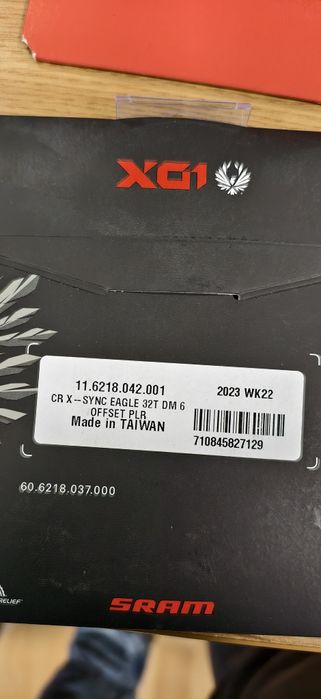 XG1
11.6218.042.001
2023 WK22
CR X-SYNC EAGLE 32T DM 6
OFFSET PLR
Made in TAIWAN
710845827129
60.6218.037.000
RELIEF
SRAM